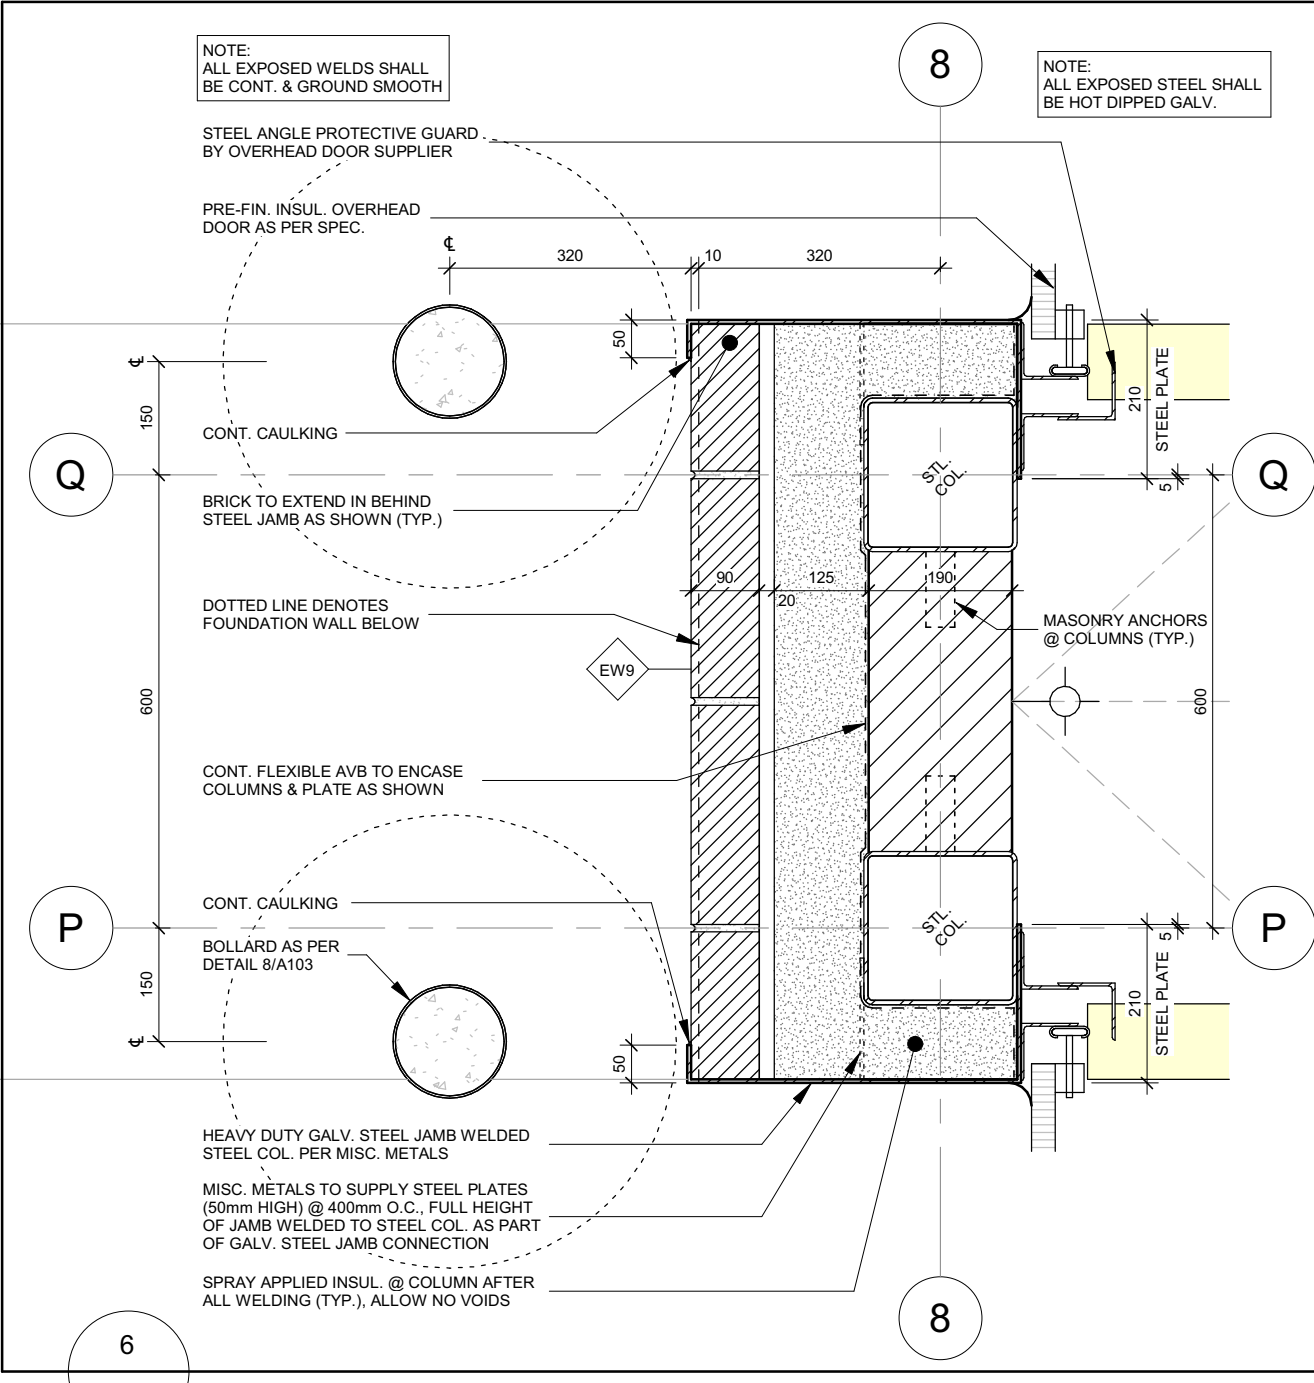 NOTE:
ALL EXPOSED WELDS SHALL
BE CONT. & GROUND SMOOTH
8
NOTE:
ALL EXPOSED STEEL SHALL
BE HOT DIPPED GALV.
STEEL ANGLE PROTECTIVE GUARD
BY OVERHEAD DOOR SUPPLIER
PRE-FIN. INSUL. OVERHEAD
DOOR AS PER SPEC.
℄
320
10
320
50
℄
150
210
STEEL PLATE
CONT. CAULKING
Q
STL.
COL.
5
Q
BRICK TO EXTEND IN BEHIND
STEEL JAMB AS SHOWN (TYP.)
90
20
125
190
DOTTED LINE DENOTES
FOUNDATION WALL BELOW
MASONRY ANCHORS
@ COLUMNS (TYP.)
EW9
600
600
CONT. FLEXIBLE AVB TO ENCASE
COLUMNS & PLATE AS SHOWN
CONT. CAULKING
P
STL.
COL.
5
P
BOLLARD AS PER
DETAIL 8/A103
150
℄
50
210
STEEL PLATE
HEAVY DUTY GALV. STEEL JAMB WELDED
STEEL COL. PER MISC. METALS
MISC. METALS TO SUPPLY STEEL PLATES
(50mm HIGH) @ 400mm O.C., FULL HEIGHT
OF JAMB WELDED TO STEEL COL. AS PART
OF GALV. STEEL JAMB CONNECTION
SPRAY APPLIED INSUL. @ COLUMN AFTER
ALL WELDING (TYP.), ALLOW NO VOIDS
8
6